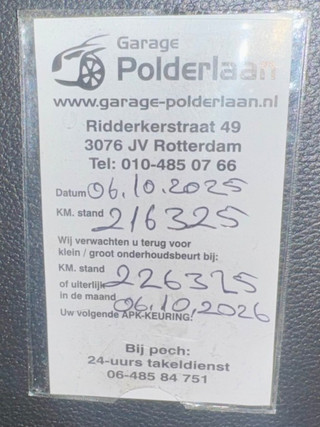 Garage
Polderlaan
www.garage-polderlaan.nl
Ridderkerstraat 49
3076 JV Rotterdam
Tel: 010-485 07 66
Datum 06.10.2025
KM. stand 216325
Wij verwachten u terug voor
klein / groot onderhoudsbeurt bij:
KM. stand 226325
of uiterlijk
in de maand 06.10.2026
Uw volgende APK-KEURING:
Bij pech:
24-uurs takeldienst
06-485 84 751